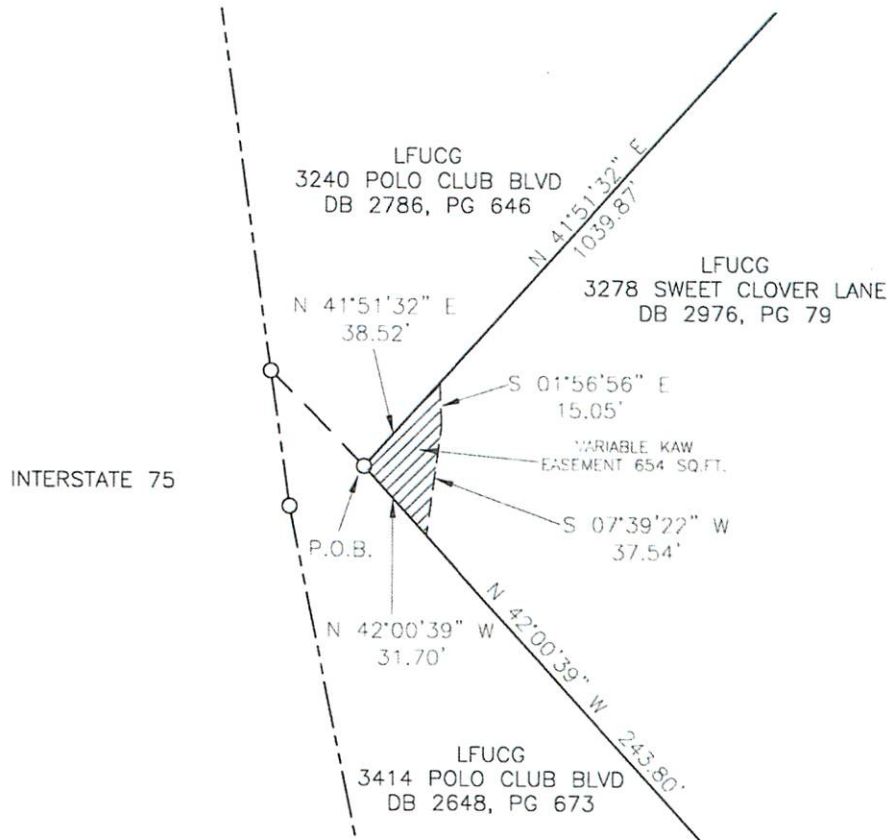 LFUCG
3240 POLO CLUB BLVD
DB 2786, PG 646
N 41°51'32" E
1039.87'
LFUCG
3278 SWEET CLOVER LANE
DB 2976, PG 79
N 41°51'32" E
38.52'
S 01°56'56" E
15.05'
VARIABLE KAW
EASEMENT 654 SQ.FT.
INTERSTATE 75
S 07°39'22" W
37.54'
P.O.B.
N 42°00'39" W
31.70'
N 42°00'39" W 243.80'
LFUCG
3414 POLO CLUB BLVD
DB 2648, PG 673